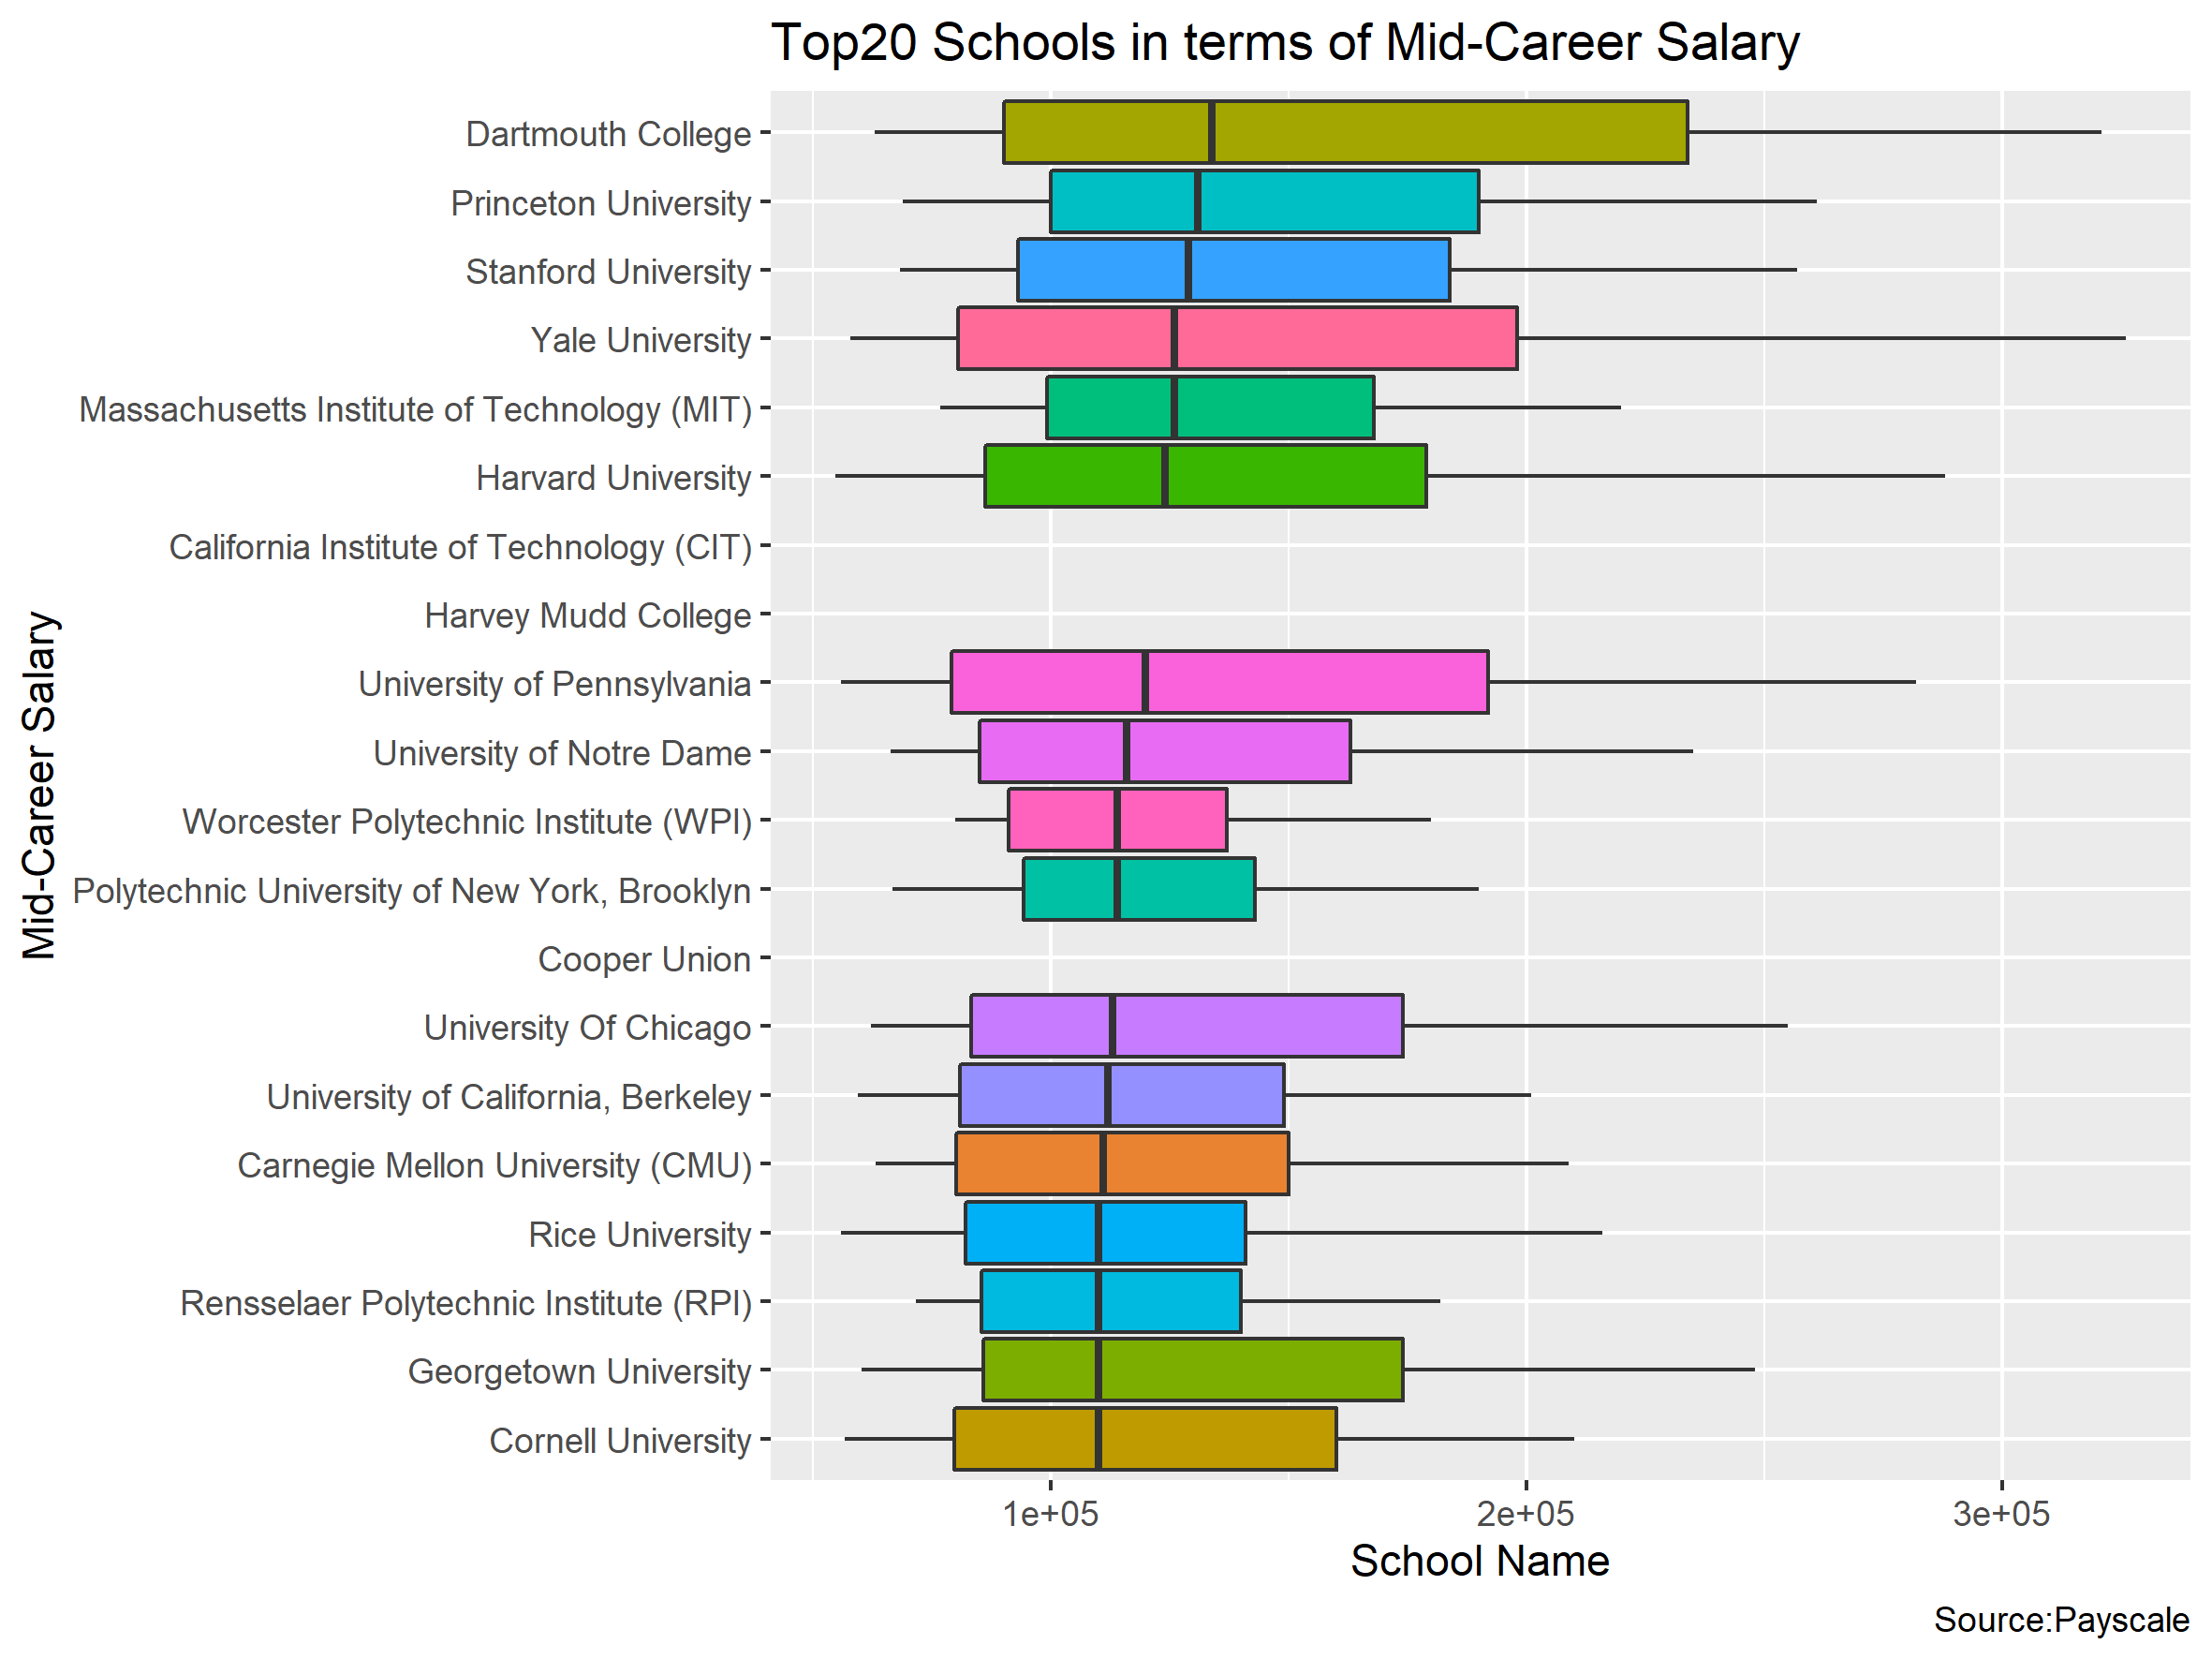 Top20 Schools in terms of Mid-Career Salary
Mid-Career Salary
Dartmouth College
Princeton University
Stanford University
Yale University
Massachusetts Institute of Technology (MIT)
Harvard University
California Institute of Technology (CIT)
Harvey Mudd College
University of Pennsylvania
University of Notre Dame
Worcester Polytechnic Institute (WPI)
Polytechnic University of New York, Brooklyn
Cooper Union
University Of Chicago
University of California, Berkeley
Carnegie Mellon University (CMU)
Rice University
Rensselaer Polytechnic Institute (RPI)
Georgetown University
Cornell University
1e+05 2e+05 3e+05
School Name
Source:Payscale